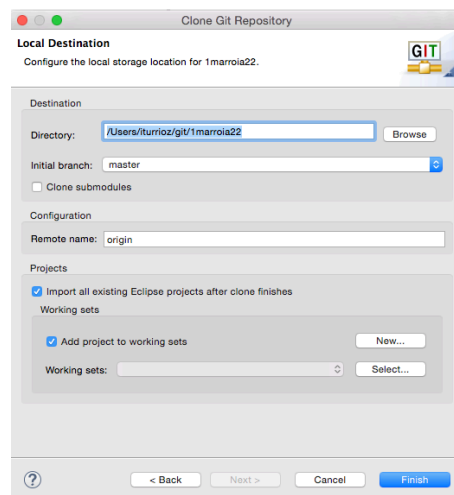 Clone Git Repository
Local Destination
Configure the local storage location for 1marroia22.
GIT
Destination
Directory: /Users/iturrioz/git/1marroia22 Browse
Initial branch: master
Clone submodules
Configuration
Remote name: origin
Projects
Import all existing Eclipse projects after clone finishes
Working sets
Add project to working sets New...
Working sets: Select...
? < Back Next > Cancel Finish